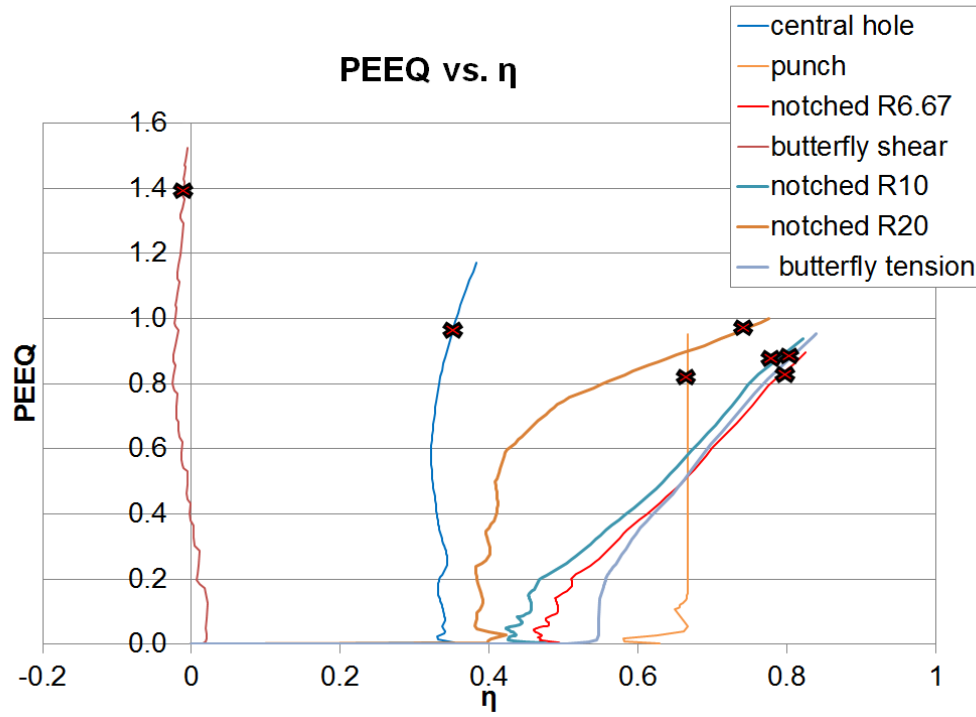 PEEQ vs. η
central hole
punch
notched R6.67
butterfly shear
notched R10
notched R20
butterfly tension
PEEQ
1.6
1.4
1.2
1.0
0.8
0.6
0.4
0.2
0.0
-0.2
0
0.2
0.4
0.6
0.8
1
η